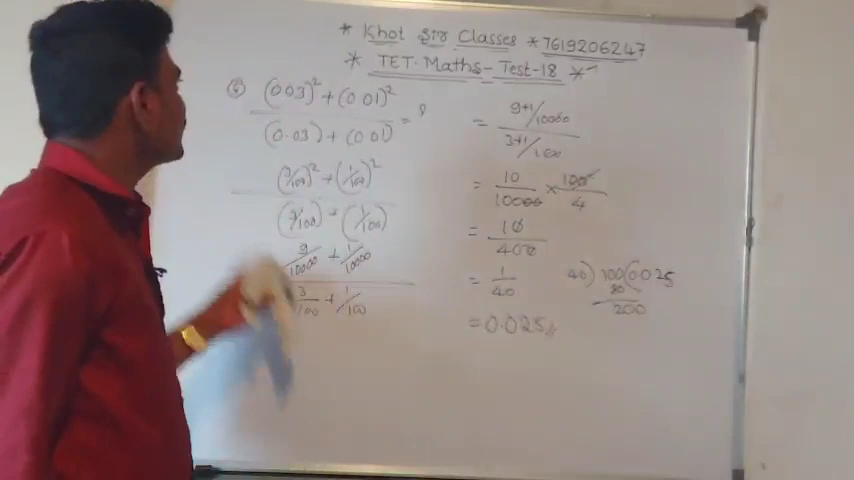 * Khot Sir Classes * 7619206247
* TET Maths - Test-18 *
(0.03)² + (0.01)²
(0.03) + (0.01) = ?
(3/100)² + (1/100)²
(3/100) + (1/100)
9/10000 + 1/10000
3/100 + 1/100
= 9+1/10000
3+1/100
= 10/10000 × 100/4
= 10/400
= 1/40
= 0.025
40) 100 (0.025
80
200